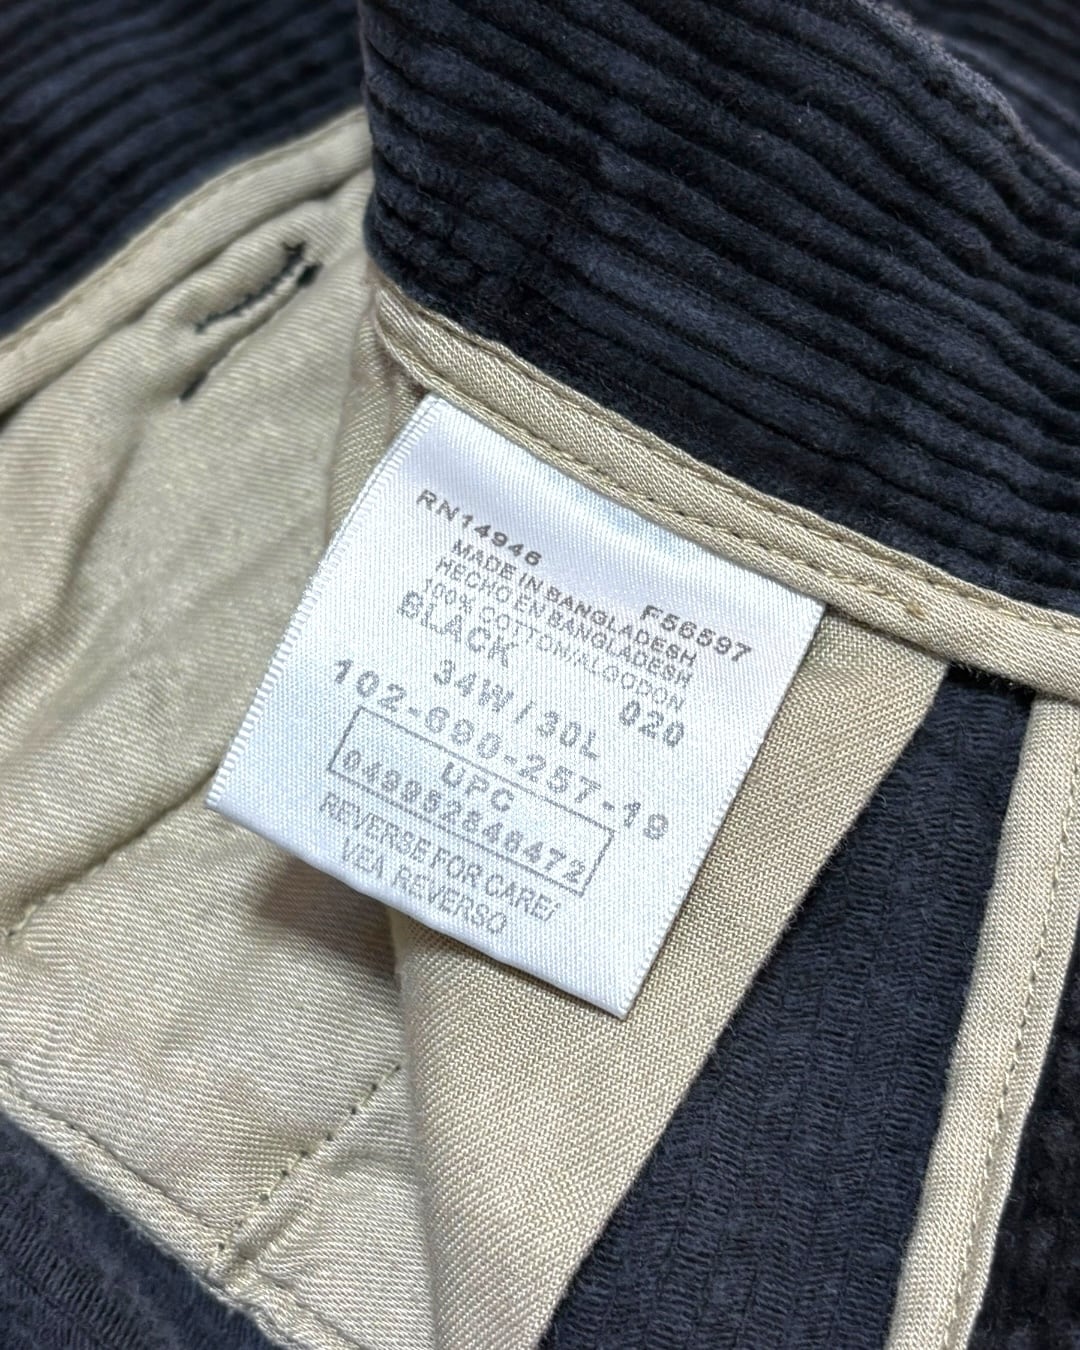 RN14946 F56597
MADE IN BANGLADESH
HECHO EN BANGLADESH
100% COTTON/ALGODON
BLACK 020
34W / 30L
102-690-257-19
UPC
049952846472
REVERSE FOR CARE/
VEA REVERSO